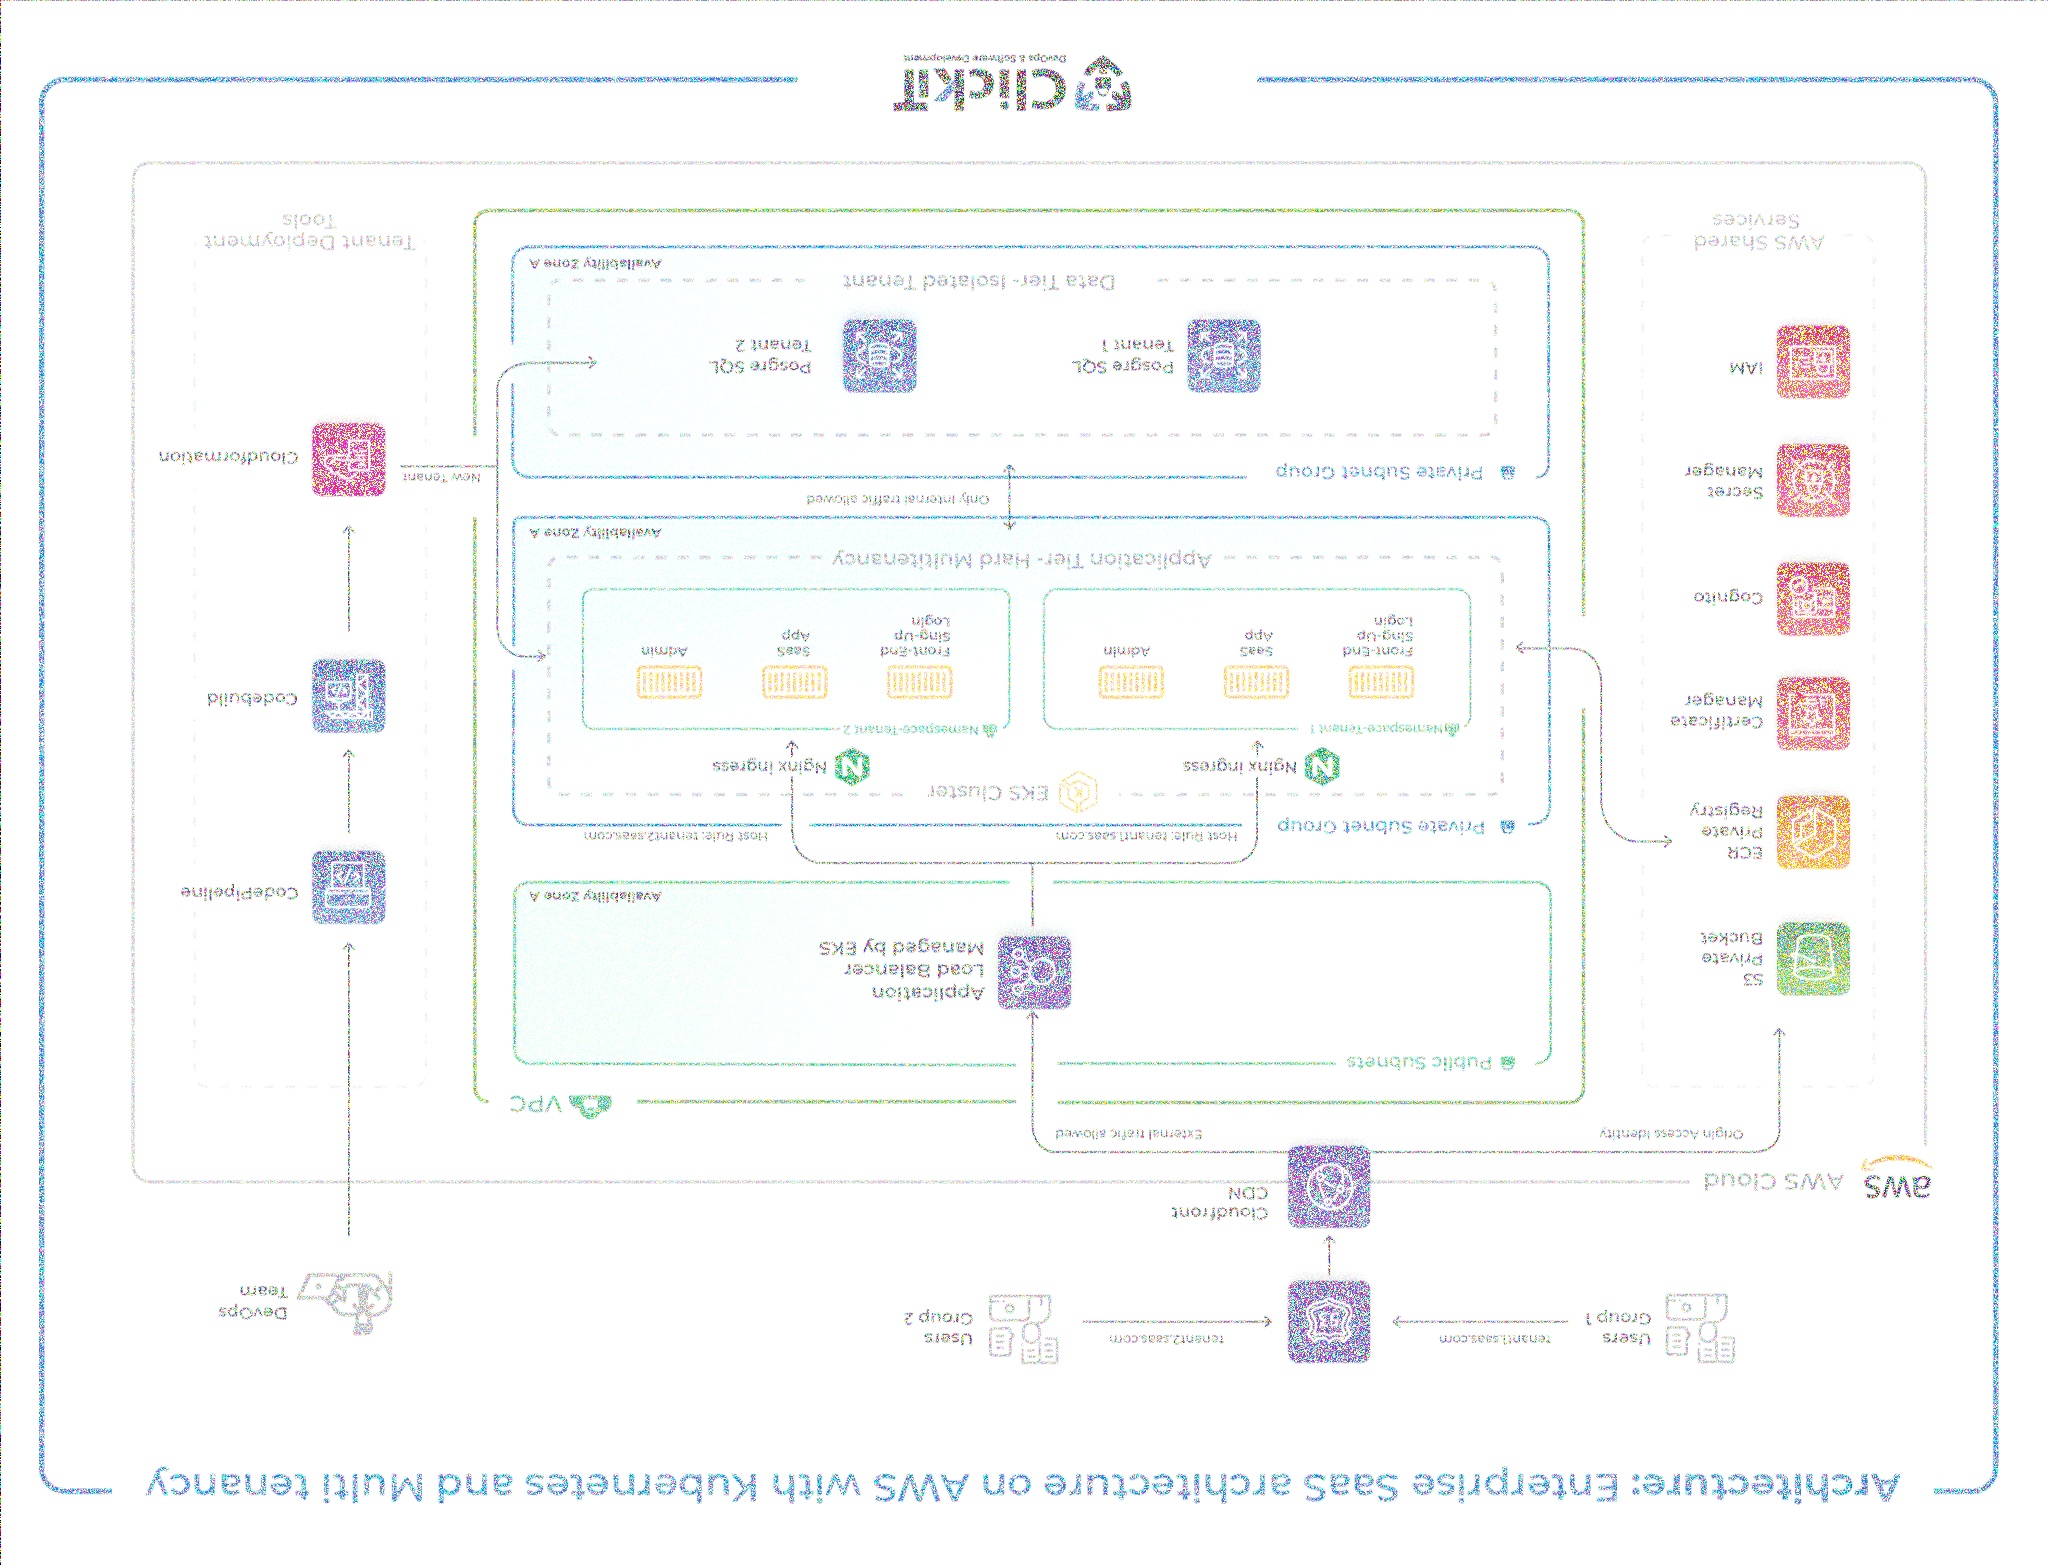 Architecture: Enterprise SaaS architecture on AWS with Kubernetes and Multi tenancy
Users
Group 1
tenant1.saas.com
tenant2.saas.com
Users
Group 2
DevOps
Team
Cloudfront
CDN
aws
AWS Cloud
Origin Access Identity
External trafic allowed
VPC
Public Subnets
Application
Load Balancer
Managed by EKS
Availability Zone A
S3
Private
Bucket
ECR
Private
Registry
Certificate
Manager
Cognito
Secret
Manager
IAM
AWS Shared
Services
CodePipeline
Codebuild
Cloudformation
New Tenant
Tenant Deployment
Tools
Private Subnet Group
Host Rule: tenant1.saas.com
Host Rule: tenant2.saas.com
EKS Cluster
Nginx ingress
Nginx ingress
Namespace-Tenant 1
Front-End
Sing-Up
Login
SaaS
App
Admin
Namespace-Tenant 2
Front-End
Sing-Up
Login
SaaS
App
Admin
Application Tier- Hard Multitenancy
Availability Zone A
Only internal traffic allowed
Private Subnet Group
Posgre SQL
Tenant 1
Posgre SQL
Tenant 2
Data Tier- Isolated Tenant
Availability Zone A
ClickIT
DevOps & Software Development